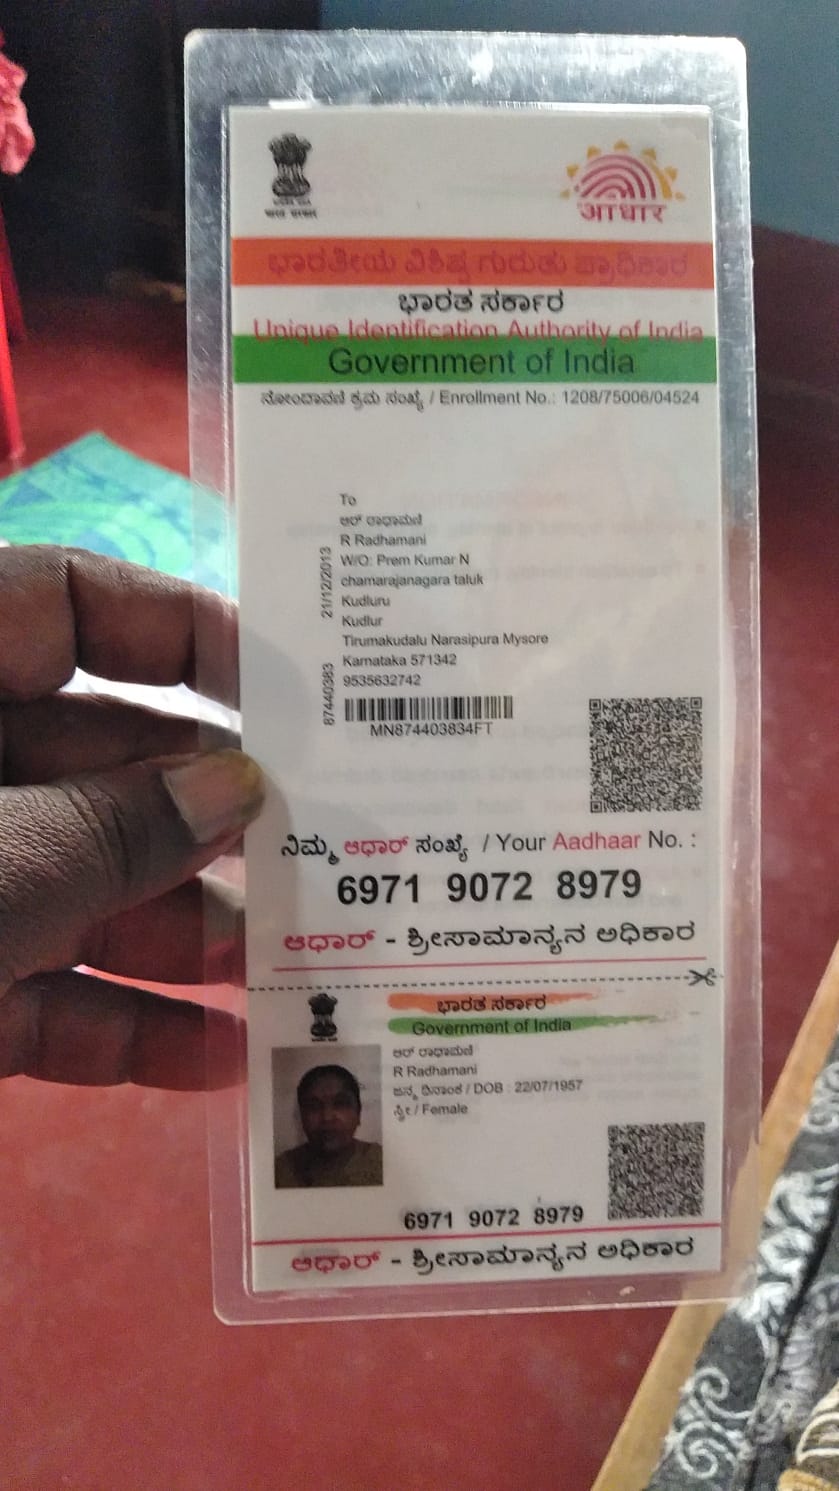 भारत सरकार
आधार
ಭಾರತೀಯ ವಿಶಿಷ್ಟ ಗುರುತು ಪ್ರಾಧಿಕಾರ
ಭಾರತ ಸರ್ಕಾರ
Unique Identification Authority of India
Government of India
ನೋಂದಾವಣಿ ಕ್ರಮ ಸಂಖ್ಯೆ / Enrollment No.: 1208/75006/04524
To
ಆರ್ ರಾಧಾಮಣಿ
R Radhamani
W/O: Prem Kumar N
chamarajanagara taluk
Kudluru
Kudlur
Tirumakudalu Narasipura Mysore
Karnataka 571342
9535632742
21/12/2013
87440383
MN874403834FT
ನಿಮ್ಮ ಆಧಾರ್ ಸಂಖ್ಯೆ / Your Aadhaar No. :
6971 9072 8979
ಆಧಾರ್ - ಶ್ರೀಸಾಮಾನ್ಯನ ಅಧಿಕಾರ
ಭಾರತ ಸರ್ಕಾರ
Government of India
ಆರ್ ರಾಧಾಮಣಿ
R Radhamani
ಜನ್ಮ ದಿನಾಂಕ / DOB : 22/07/1957
ಸ್ತ್ರೀ / Female
6971 9072 8979
ಆಧಾರ್ - ಶ್ರೀಸಾಮಾನ್ಯನ ಅಧಿಕಾರ